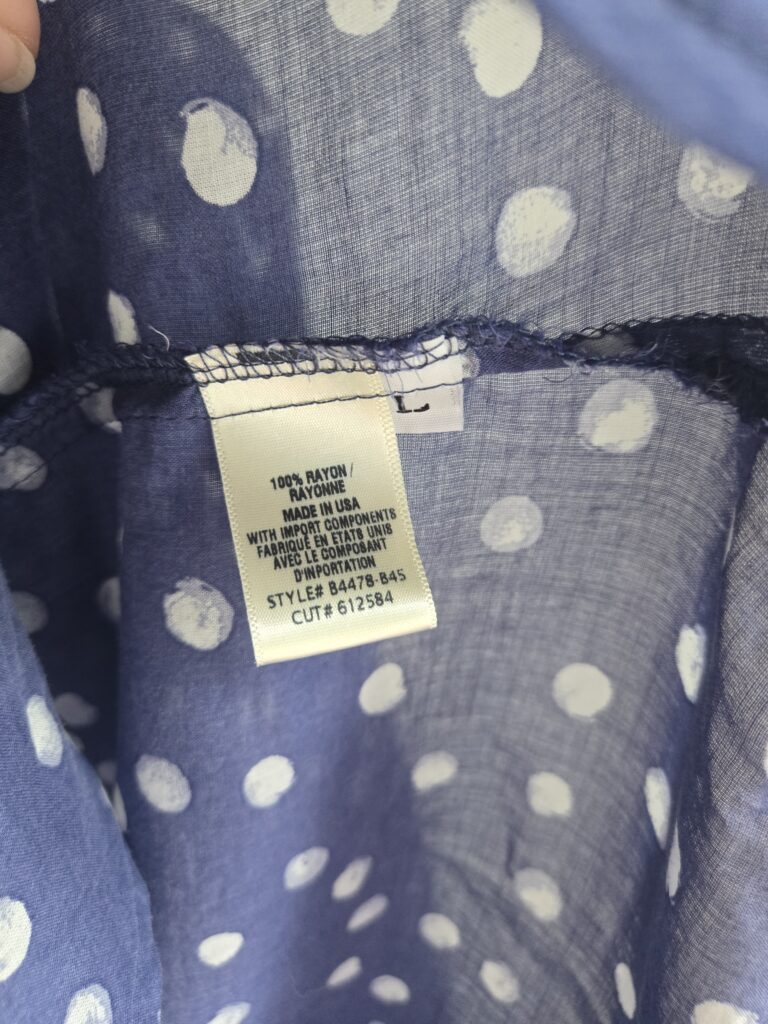 L
100% RAYON /
RAYONNE
MADE IN USA
WITH IMPORT COMPONENTS
FABRIQUÉ EN ETATS UNIS
AVEC LE COMPOSANT
D'INPORTATION
STYLE# B4478-B45
CUT# 612584